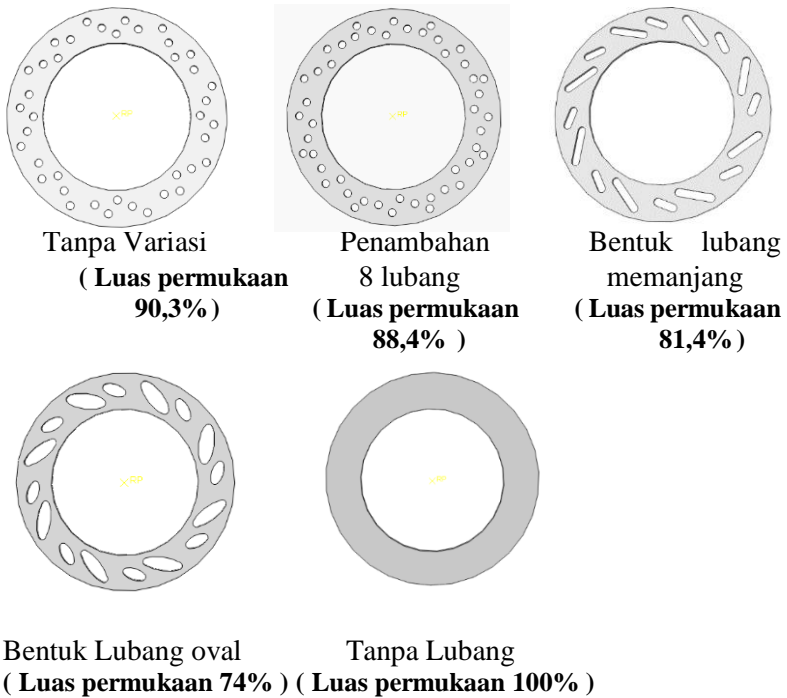 Tanpa Variasi
( Luas permukaan
90,3% )
Penambahan
8 lubang
( Luas permukaan
88,4% )
Bentuk lubang
memanjang
( Luas permukaan
81,4% )
Bentuk Lubang oval
( Luas permukaan 74% )
Tanpa Lubang
( Luas permukaan 100% )